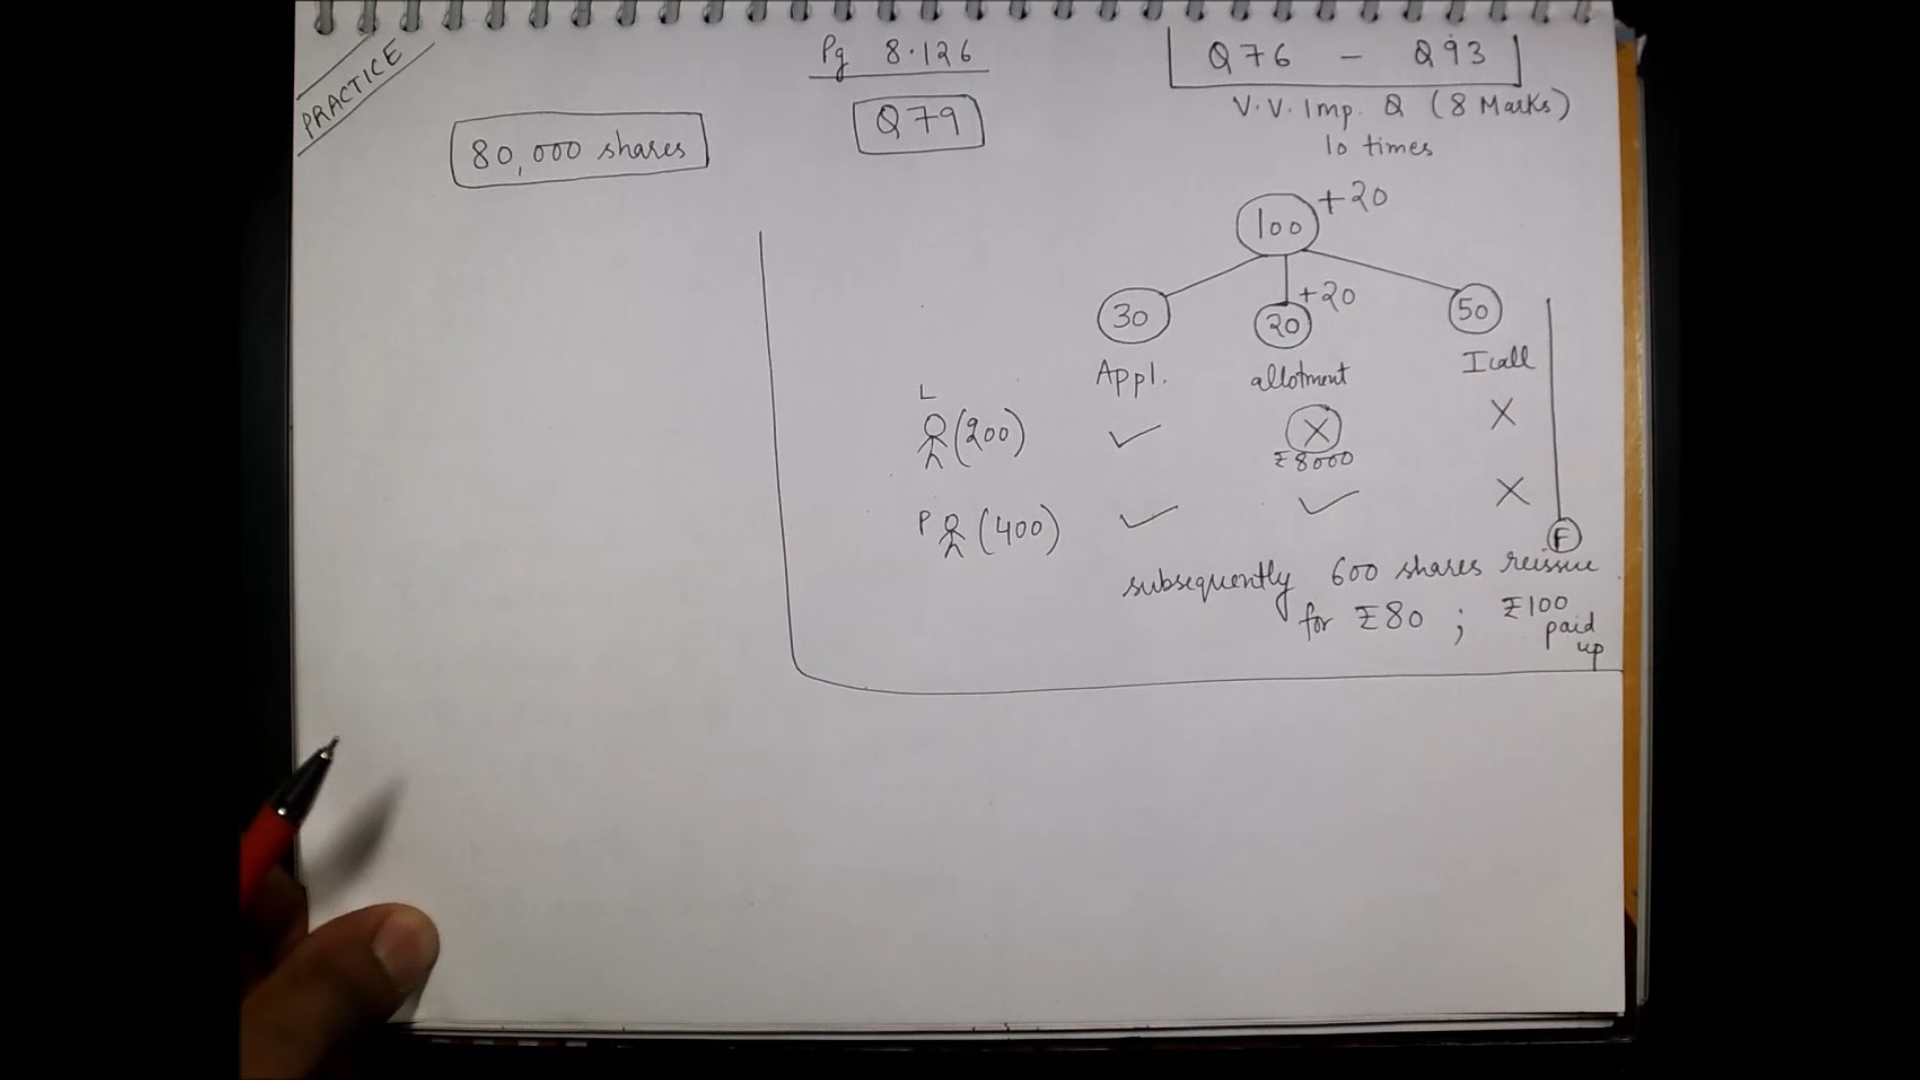 PRACTICE
Pg 8.126
Q76 - Q93
V.V. Imp. Q (8 Marks)
10 times
Q79
80,000 shares
100 +20
30
20 +20
50
Appl.
allotment
I call
L
(200)
₹8000
P (400)
F
subsequently 600 shares reissue
for ₹80 ; ₹100
paid
up